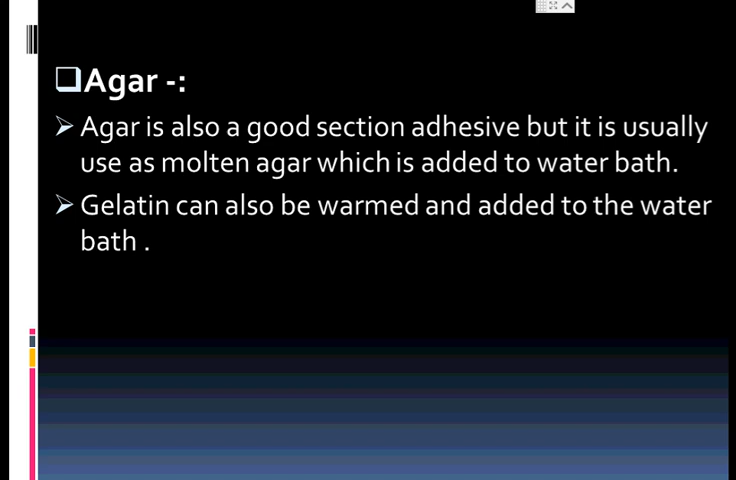 ❑Agar -:
➢ Agar is also a good section adhesive but it is usually
use as molten agar which is added to water bath.
➢ Gelatin can also be warmed and added to the water
bath .